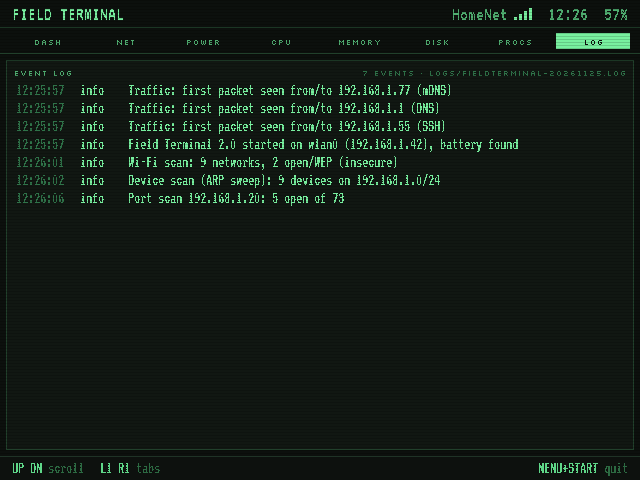 FIELD TERMINAL HomeNet 12:26 57%
DASH NET POWER CPU MEMORY DISK PROCS LOG
EVENT LOG 7 EVENTS · LOGS/FIELDTERMINAL-20261125.LOG
12:25:57 info Traffic: first packet seen from/to 192.168.1.77 (mDNS)
12:25:57 info Traffic: first packet seen from/to 192.168.1.1 (DNS)
12:25:57 info Traffic: first packet seen from/to 192.168.1.55 (SSH)
12:25:57 info Field Terminal 2.0 started on wlan0 (192.168.1.42), battery found
12:26:01 info Wi-Fi scan: 9 networks, 2 open/WEP (insecure)
12:26:02 info Device scan (ARP sweep): 9 devices on 192.168.1.0/24
12:26:06 info Port scan 192.168.1.20: 5 open of 73
UP DN scroll L1 R1 tabs MENU+START quit